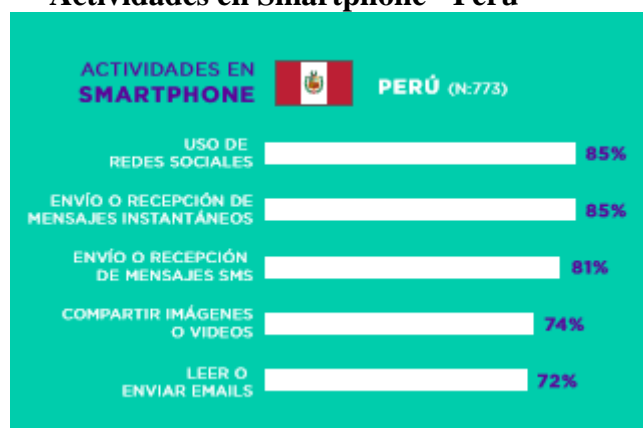 Actividades en Smartphone - Perú
ACTIVIDADES EN
SMARTPHONE
PERÚ (N:773)
USO DE
REDES SOCIALES
85%
ENVÍO O RECEPCIÓN DE
MENSAJES INSTANTÁNEOS
85%
ENVÍO O RECEPCIÓN
DE MENSAJES SMS
81%
COMPARTIR IMÁGENES
O VIDEOS
74%
LEER O
ENVIAR EMAILS
72%